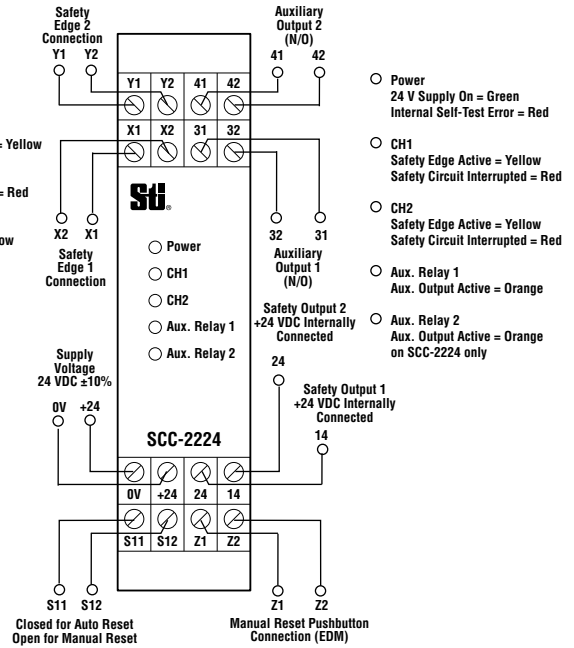 Safety
Edge 2
Connection
Y1 Y2
Auxiliary
Output 2
(N/O)
41 42
Y1 Y2 41 42
X1 X2 31 32
= Yellow
= Red
ow
X2 X1
Safety
Edge 1
Connection
Sti®
32 31
Auxiliary
Output 1
(N/O)
Power
CH1
CH2
Aux. Relay 1
Aux. Relay 2
Power
24 V Supply On = Green
Internal Self-Test Error = Red
CH1
Safety Edge Active = Yellow
Safety Circuit Interrupted = Red
CH2
Safety Edge Active = Yellow
Safety Circuit Interrupted = Red
Aux. Relay 1
Aux. Output Active = Orange
Aux. Relay 2
Aux. Output Active = Orange
on SCC-2224 only
Safety Output 2
+24 VDC Internally
Connected
24
Safety Output 1
+24 VDC Internally
Connected
14
Supply
Voltage
24 VDC ±10%
0V +24
SCC-2224
0V +24 24 14
S11 S12 Z1 Z2
S11 S12
Closed for Auto Reset
Open for Manual Reset
Z1 Z2
Manual Reset Pushbutton
Connection (EDM)